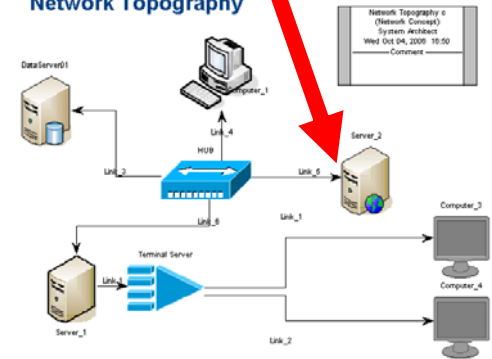 Network Topography
Network Topography c
(Network Concept)
System Architect
Wed Oct 04, 2006 16:50
Comment
DataServer01
Computer_1
Link_4
Server_2
HUB
Link_3
Link_5
Link_6
Link_1
Computer_3
Terminal Server
Link_1
Computer_4
Server_1
Link_2